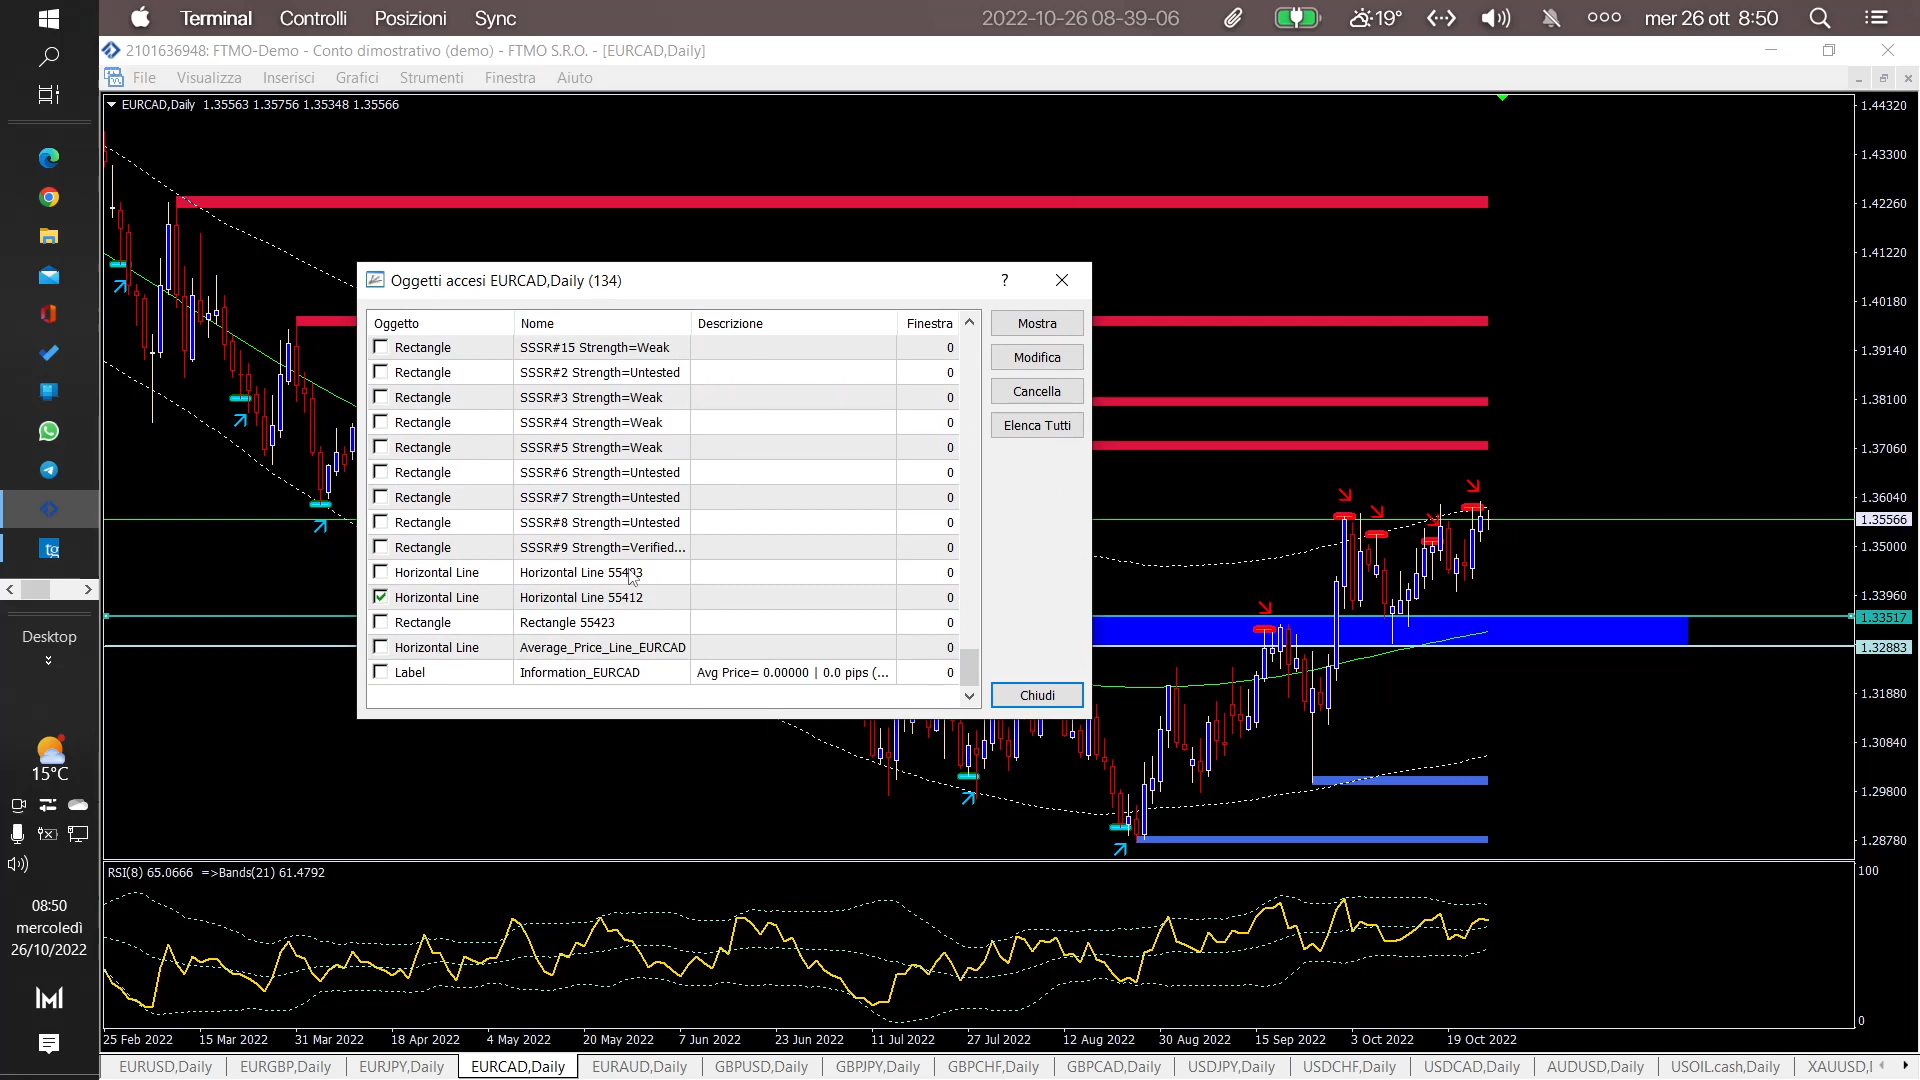 Terminal Controlli Posizioni Sync
2022-10-26 08-39-06
19°
mer 26 ott 8:50
2101636948: FTMO-Demo - Conto dimostrativo (demo) - FTMO S.R.O. - [EURCAD,Daily]
File Visualizza Inserisci Grafici Strumenti Finestra Aiuto
EURCAD,Daily 1.35563 1.35756 1.35348 1.35566
1.44320
1.43300
1.42260
1.41220
1.40180
1.39140
1.38100
1.37060
1.36040
1.35566
1.35000
1.33960
1.33517
1.32883
1.31880
1.30840
1.29800
1.28780
Oggetti accesi EURCAD,Daily (134)
?
Oggetto Nome Descrizione Finestra
Rectangle SSSR#15 Strength=Weak 0
Rectangle SSSR#2 Strength=Untested 0
Rectangle SSSR#3 Strength=Weak 0
Rectangle SSSR#4 Strength=Weak 0
Rectangle SSSR#5 Strength=Weak 0
Rectangle SSSR#6 Strength=Untested 0
Rectangle SSSR#7 Strength=Untested 0
Rectangle SSSR#8 Strength=Untested 0
Rectangle SSSR#9 Strength=Verified... 0
Horizontal Line Horizontal Line 0
Horizontal Line Horizontal Line 55412 0
Rectangle Rectangle 55423 0
Horizontal Line Average_Price_Line_EURCAD 0
Label Information_EURCAD Avg Price= 0.00000 | 0.0 pips (... 0
Mostra
Modifica
Cancella
Elenca Tutti
Chiudi
RSI(8) 65.0666 =>Bands(21) 61.4792
100
0
25 Feb 2022 15 Mar 2022 31 Mar 2022 18 Apr 2022 4 May 2022 20 May 2022 7 Jun 2022 23 Jun 2022 11 Jul 2022 27 Jul 2022 12 Aug 2022 30 Aug 2022 15 Sep 2022 3 Oct 2022 19 Oct 2022
EURUSD,Daily EURGBP,Daily EURJPY,Daily EURCAD,Daily EURAUD,Daily GBPUSD,Daily GBPJPY,Daily GBPCHF,Daily GBPCAD,Daily USDJPY,Daily USDCHF,Daily USDCAD,Daily AUDUSD,Daily USOIL.cash,Daily XAUUSD,
tg
Desktop
15°C
08:50
mercoledì
26/10/2022